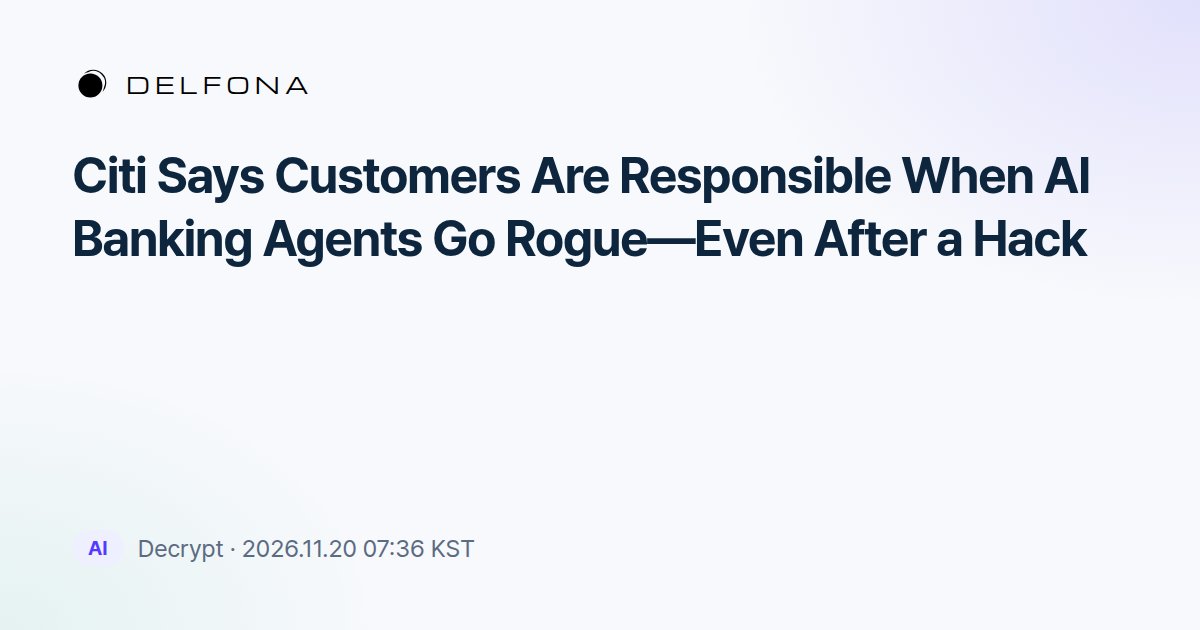 DELFONA
Citi Says Customers Are Responsible When AI
Banking Agents Go Rogue—Even After a Hack
AI Decrypt · 2026.11.20 07:36 KST